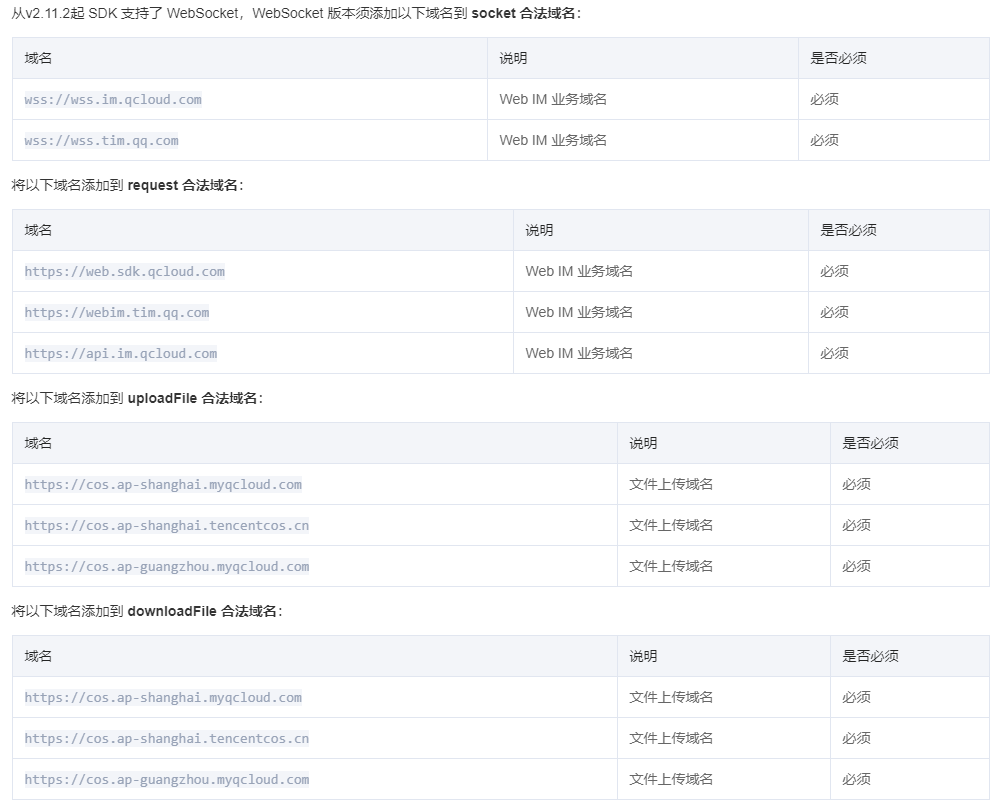 从v2.11.2起 SDK 支持了 WebSocket，WebSocket 版本须添加以下域名到 socket 合法域名：
域名 说明 是否必须
wss://wss.im.qcloud.com Web IM 业务域名 必须
wss://wss.tim.qq.com Web IM 业务域名 必须
将以下域名添加到 request 合法域名：
域名 说明 是否必须
https://web.sdk.qcloud.com Web IM 业务域名 必须
https://webim.tim.qq.com Web IM 业务域名 必须
https://api.im.qcloud.com Web IM 业务域名 必须
将以下域名添加到 uploadFile 合法域名：
域名 说明 是否必须
https://cos.ap-shanghai.myqcloud.com 文件上传域名 必须
https://cos.ap-shanghai.tencentcos.cn 文件上传域名 必须
https://cos.ap-guangzhou.myqcloud.com 文件上传域名 必须
将以下域名添加到 downloadFile 合法域名：
域名 说明 是否必须
https://cos.ap-shanghai.myqcloud.com 文件上传域名 必须
https://cos.ap-shanghai.tencentcos.cn 文件上传域名 必须
https://cos.ap-guangzhou.myqcloud.com 文件上传域名 必须